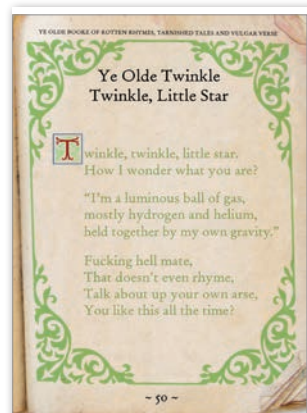 YE OLDE BOOKE OF ROTTEN RHYMES, TARNISHED TALES AND VULGAR VERSE
Ye Olde Twinkle
Twinkle, Little Star
Twinkle, twinkle, little star.
How I wonder what you are?
“I’m a luminous ball of gas,
mostly hydrogen and helium,
held together by my own gravity.”
Fucking hell mate,
That doesn’t even rhyme,
Talk about up your own arse,
You like this all the time?
~ 50 ~